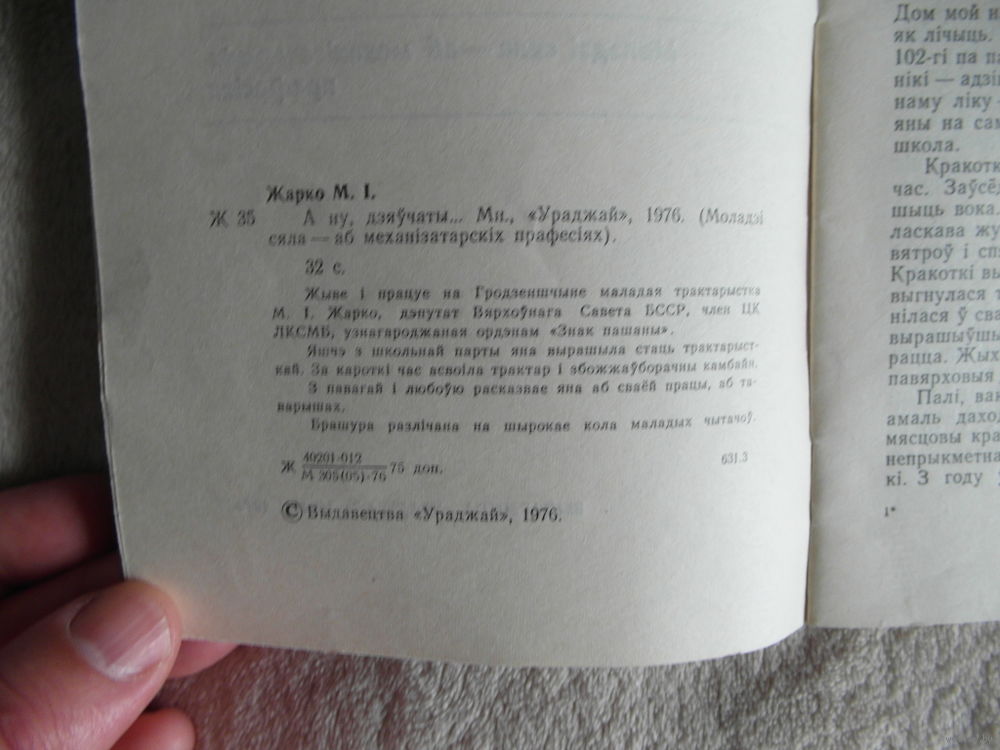 Жарко М. І.
Ж 35 А ну, дзяўчаты... Мн., «Ураджай», 1976. (Моладзі
сяла — аб механізатарскіх прафесіях).
32 с.
Жыве і працуе на Гродзеншчыне маладая трактарыстка
М. І. Жарко, дэпутат Вярхоўнага Савета БССР, член ЦК
ЛКСМБ, узнагароджаная ордэнам «Знак пашаны».
Яшчэ з школьнай парты яна вырашыла стаць трактарыст-
кай. За кароткі час асвоіла трактар і збожжаўборачны камбайн.
З павагай і любоўю расказвае яна аб сваёй працы, аб та-
варышах.
Брашура разлічана на шырокае кола маладых чытачоў.
Ж 40201-012
М 305(05)-76 75 доп. 631.3
© Выдавецтва «Ураджай», 1976.
Дом мой н
як лічыць.
102-гі па
нікі — адзі
наму ліку
яны на сам
школа.
Кракотк
час. Заўсё
шыць вока
ласкава жу
вятроў і сп
Кракоткі вы
выгнулася
нілася ў сва
вырашыўшы
рацца. Жых
павярховыя
Палі, вак
амаль даход
мясцовы кра
непрыкметна
кі. З году
1*